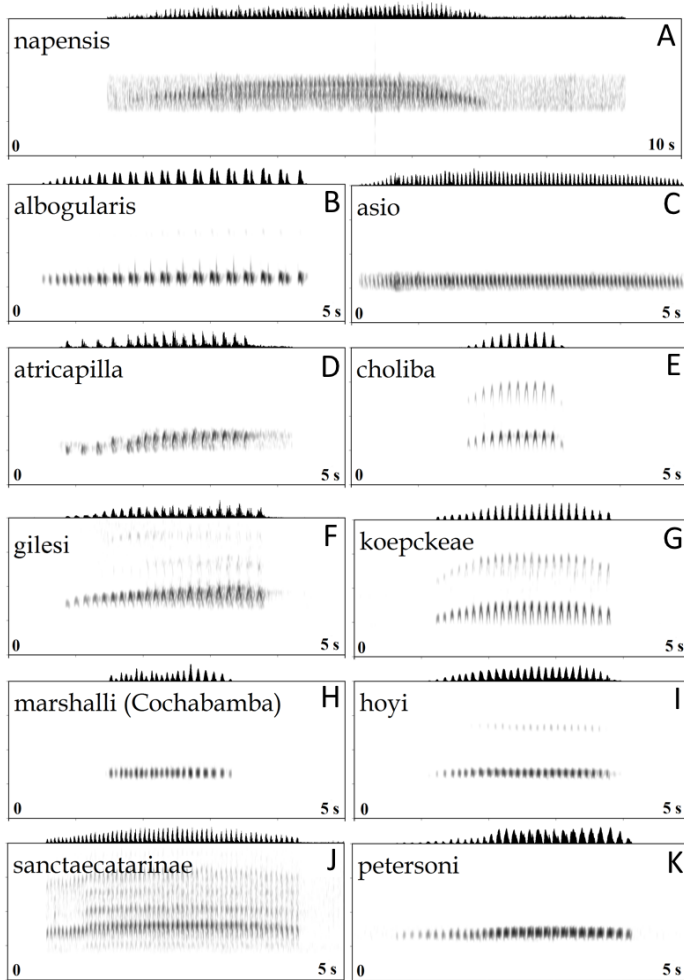 napensis A
0 10 s
albogularis B
0 5 s
asio C
0 5 s
atricapilla D
0 5 s
choliba E
0 5 s
gilesi F
0 5 s
koepckeae G
0 5 s
marshalli (Cochabamba) H
0 5 s
hoyi I
0 5 s
sanctaecatarinae J
0 5 s
petersoni K
0 5 s